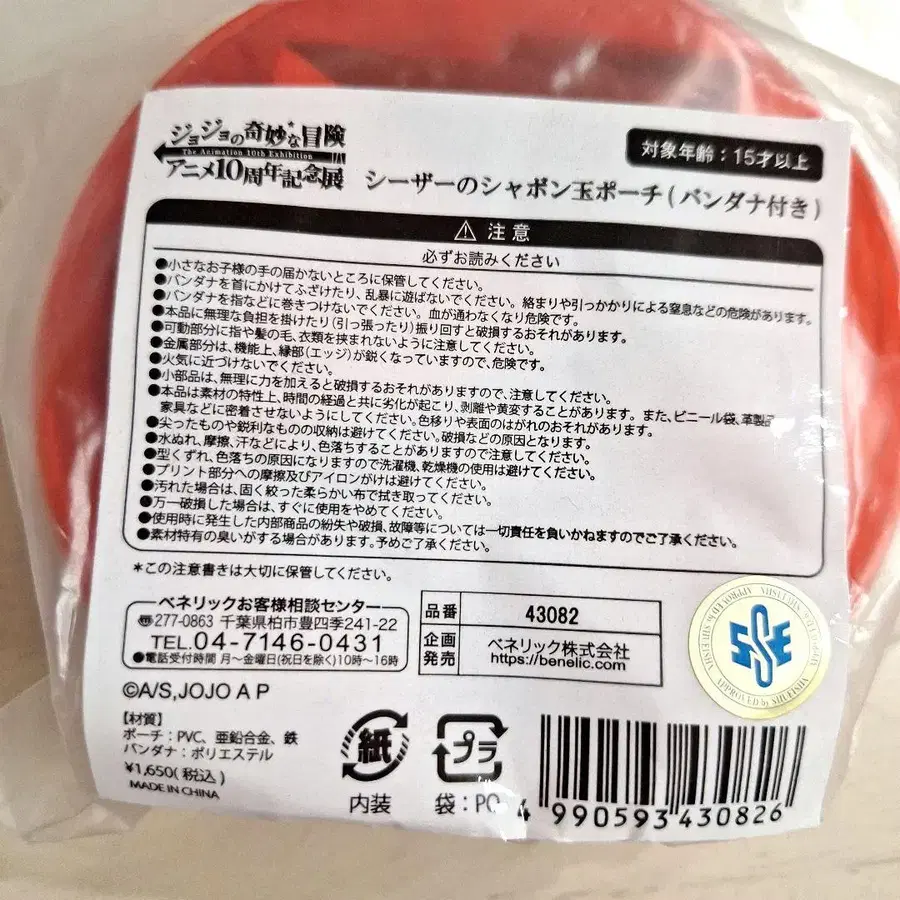 ジョジョの奇妙な冒険
The Animation 10th Exhibition
アニメ10周年記念展
対象年齢：15才以上
シーザーのシャボン玉ポーチ(バンダナ付き)
⚠ 注意
必ずお読みください
●小さなお子様の手の届かないところに保管してください。
●バンダナを首にかけてふざけたり、乱暴に遊ばないでください。絡まりや引っかかりによる窒息などの危険があります。
●バンダナを指などに巻きつけないでください。血が通わなくなり危険です。
●本品に無理な負担を掛けたり(引っ張ったり)振り回すと破損するおそれがあります。
●可動部分に指や髪の毛、衣類を挟まれないように注意してください。
●金属部分は、機能上、縁部(エッジ)が鋭くなっていますので、危険です。
●火気に近づけないでください。
●小部品は、無理に力を加えると破損するおそれがありますので、注意してください。
●本品は素材の特性上、時間の経過と共に劣化が起こり、剥離や黄変することがあります。また、ビニール袋、革製品
家具などに密着させないようにしてください。色移りや表面のはがれのおそれがあります。
●尖ったものや鋭利なものの収納は避けてください。破損などの原因となります。
●水ぬれ、摩擦、汗などにより、色落ちすることがありますので注意してください。
●型くずれ、色落ちの原因になりますので洗濯機、乾燥機の使用は避けてください。
●プリント部分への摩擦及びアイロンがけは避けてください。
●汚れた場合は、固く絞った柔らかい布で拭き取ってください。
●万一破損した場合は、すぐに使用をやめてください。
●使用時に発生した内部商品の紛失や破損、故障等については一切責任を負いかねますのでご了承ください。
●素材特有の臭いがする場合があります。予めご了承ください。
＊この注意書きは大切に保管してください。
ベネリックお客様相談センター
〒277-0863 千葉県柏市豊四季241-22
TEL.04-7146-0431
●電話受付時間 月〜金曜日(祝日を除く)10時〜16時
品番 43082
企画
発売
ベネリック株式会社
https://benelic.com
APPROVED by SHUEISHA
©A/S,JOJO A P
【材質】
ポーチ：PVC、亜鉛合金、鉄
バンダナ：ポリエステル
¥1,650(税込)
MADE IN CHINA
紙
内装
プラ
袋：PO
4 990593 430826